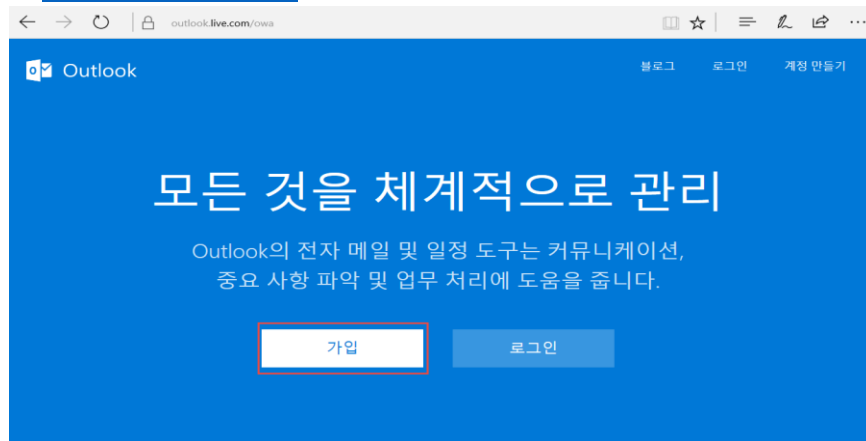 outlook.live.com/owa
Outlook
블로그 로그인 계정 만들기
모든 것을 체계적으로 관리
Outlook의 전자 메일 및 일정 도구는 커뮤니케이션,
중요 사항 파악 및 업무 처리에 도움을 줍니다.
가입 로그인